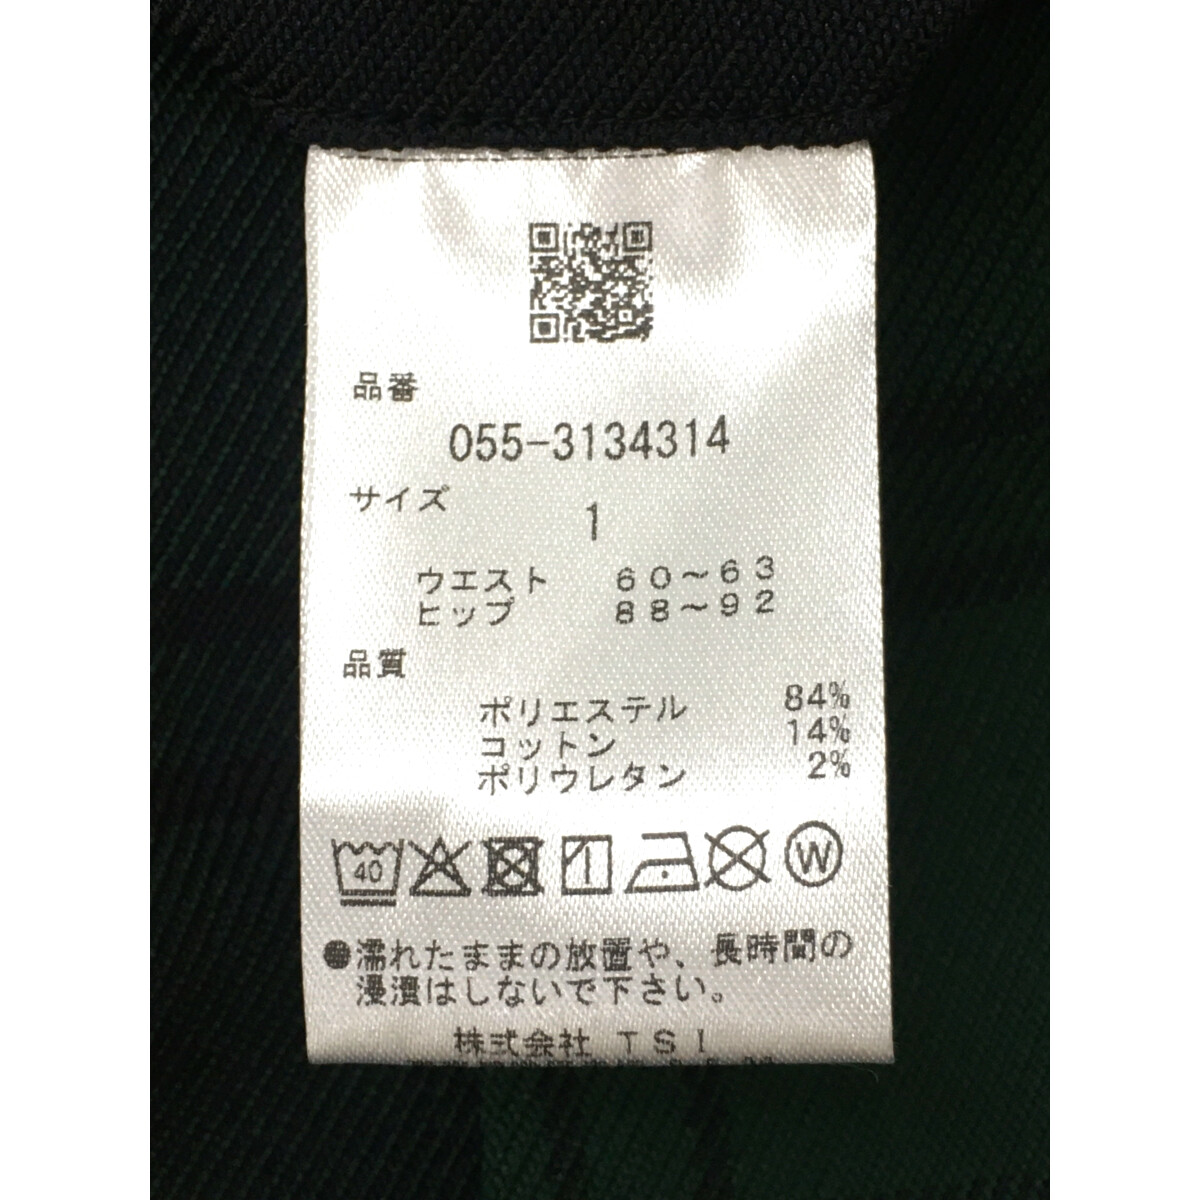 品番
055-3134314
サイズ
1
ウエスト 60～63
ヒップ 88～92
品質
ポリエステル 84%
コットン 14%
ポリウレタン 2%
40 W
●濡れたままの放置や、長時間の
浸漬はしないで下さい。
株式会社 TSI